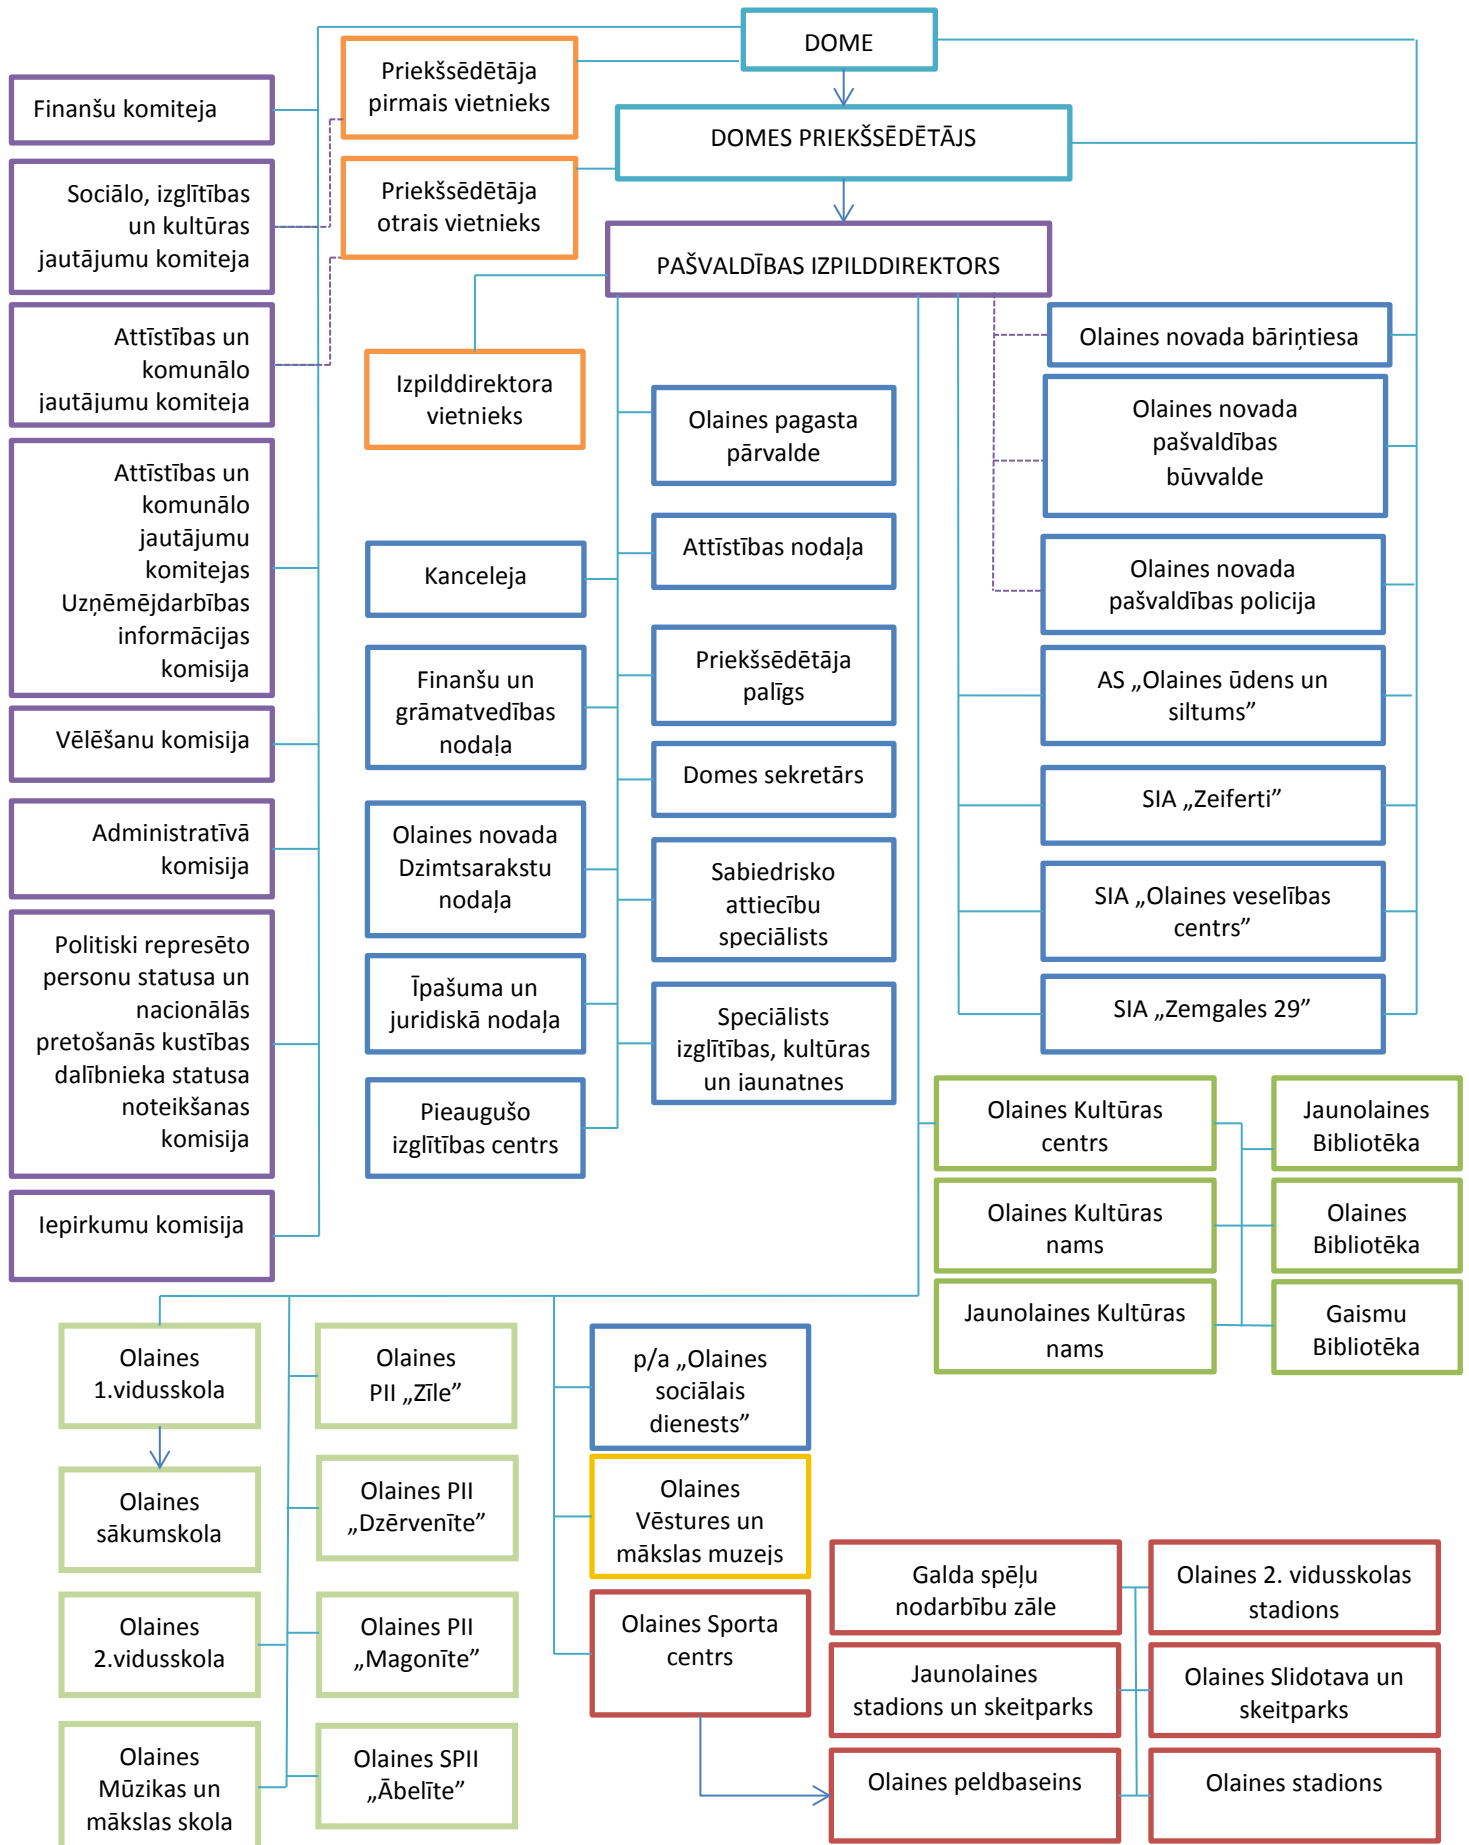 DOME
Priekšsēdētāja
pirmais vietnieks
DOMES PRIEKŠSĒDĒTĀJS
Priekšsēdētāja
otrais vietnieks
PAŠVALDĪBAS IZPILDDIREKTORS
Izpilddirektora
vietnieks
Finanšu komiteja
Sociālo, izglītības
un kultūras
jautājumu komiteja
Attīstības un
komunālo
jautājumu komiteja
Attīstības un
komunālo
jautājumu
komitejas
Uzņēmējdarbības
informācijas
komisija
Vēlēšanu komisija
Administratīvā
komisija
Politiski represēto
personu statusa un
nacionālās
pretošanās kustības
dalībnieka statusa
noteikšanas
komisija
Iepirkumu komisija
Kanceleja
Finanšu un
grāmatvedības
nodaļa
Olaines novada
Dzimtsarakstu
nodaļa
Īpašuma un
juridiskā nodaļa
Pieaugušo
izglītības centrs
Olaines pagasta
pārvalde
Attīstības nodaļa
Priekšsēdētāja
palīgs
Domes sekretārs
Sabiedrisko
attiecību
speciālists
Speciālists
izglītības, kultūras
un jaunatnes
Olaines novada bāriņtiesa
Olaines novada
pašvaldības
būvvalde
Olaines novada
pašvaldības policija
AS „Olaines ūdens un
siltums”
SIA „Zeiferti”
SIA „Olaines veselības
centrs”
SIA „Zemgales 29”
Olaines Kultūras
centrs
Jaunolaines
Bibliotēka
Olaines Kultūras
nams
Olaines
Bibliotēka
Jaunolaines Kultūras
nams
Gaismu
Bibliotēka
Olaines
1.vidusskola
Olaines
sākumskola
Olaines
2.vidusskola
Olaines
Mūzikas un
mākslas skola
Olaines
PII „Zīle”
Olaines PII
„Dzērvenīte”
Olaines PII
„Magonīte”
Olaines SPII
„Ābelīte”
p/a „Olaines
sociālais
dienests”
Olaines
Vēstures un
mākslas muzejs
Olaines Sporta
centrs
Galda spēļu
nodarbību zāle
Olaines 2. vidusskolas
stadions
Jaunolaines
stadions un skeitparks
Olaines Slidotava un
skeitparks
Olaines peldbaseins
Olaines stadions